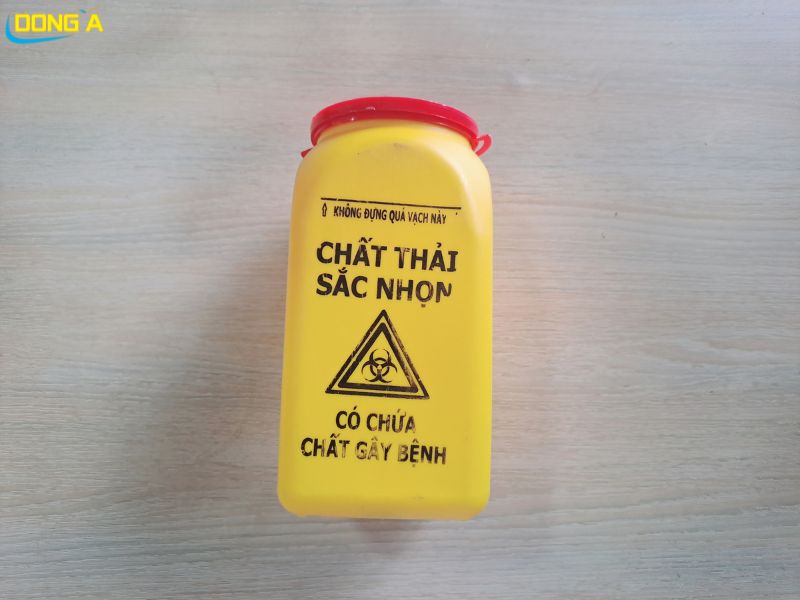 DONG A
KHÔNG ĐỰNG QUÁ VẠCH NÀY
CHẤT THẢI
SẮC NHỌN
CÓ CHỨA
CHẤT GÂY BỆNH